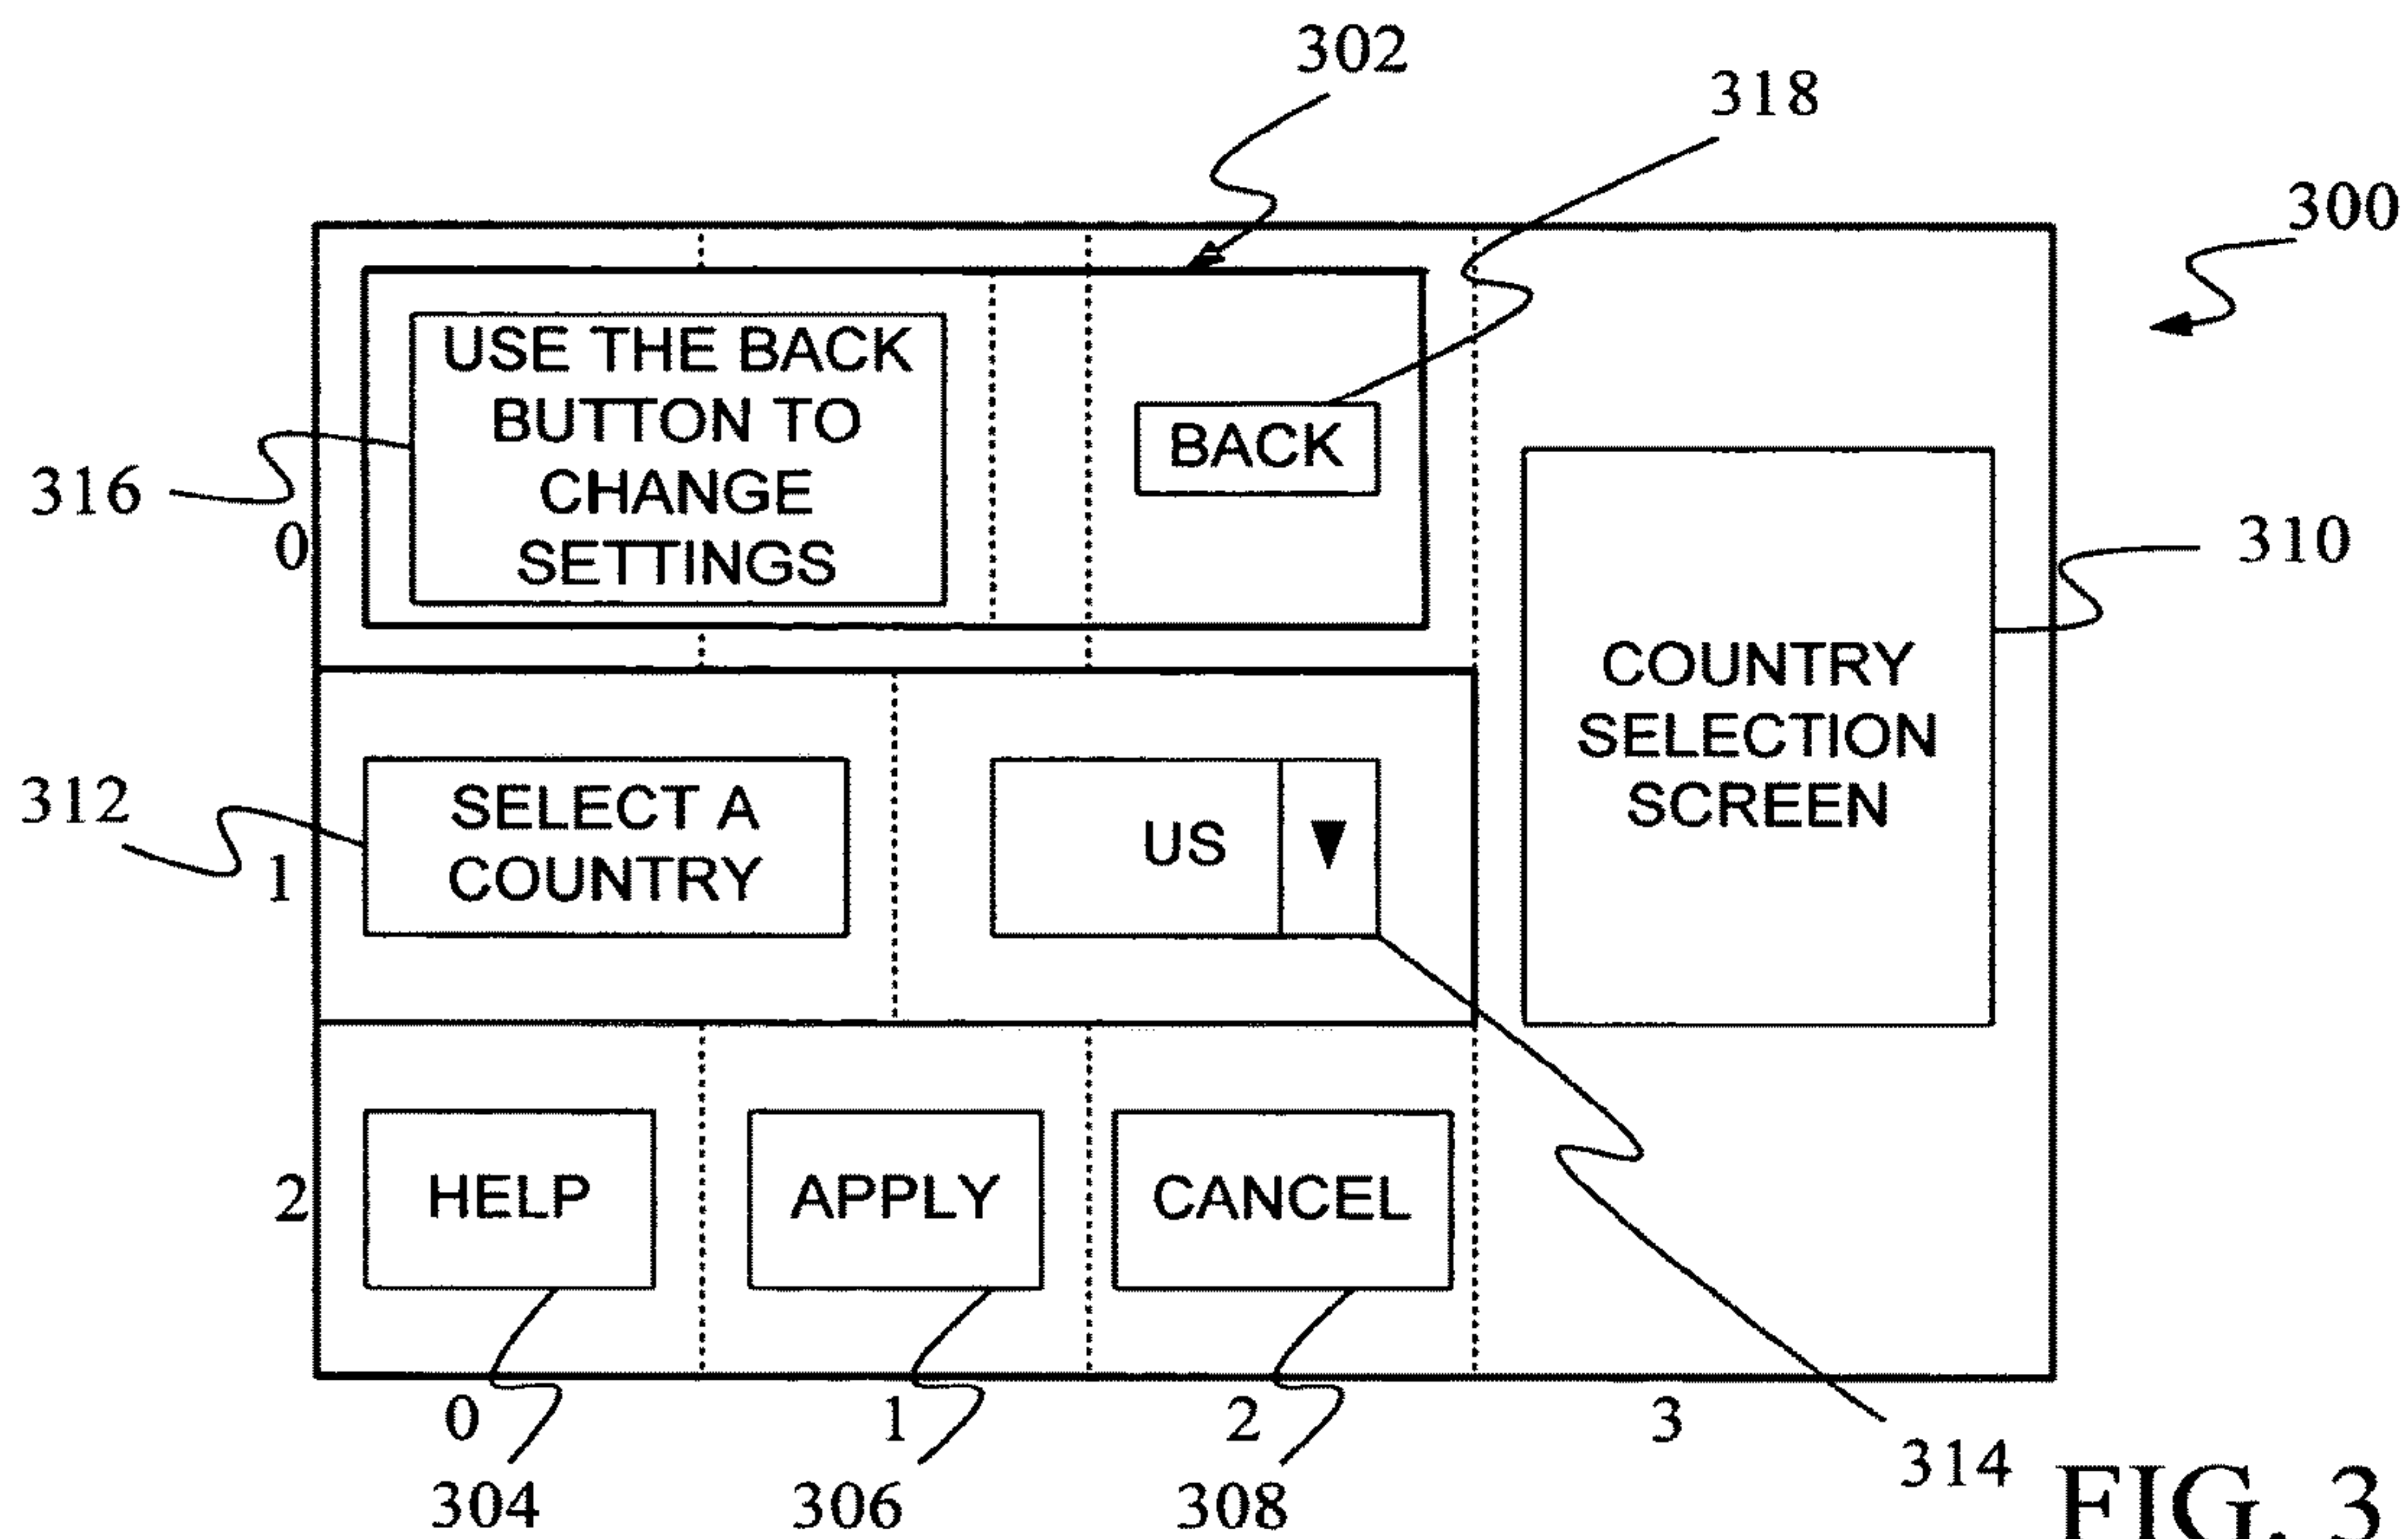 302
318
300
USE THE BACK
BUTTON TO
CHANGE
SETTINGS
BACK
316
0
310
COUNTRY
SELECTION
SCREEN
312
1
SELECT A
COUNTRY
US
2
HELP
APPLY
CANCEL
0
1
2
3
304
306
308
314
FIG. 3